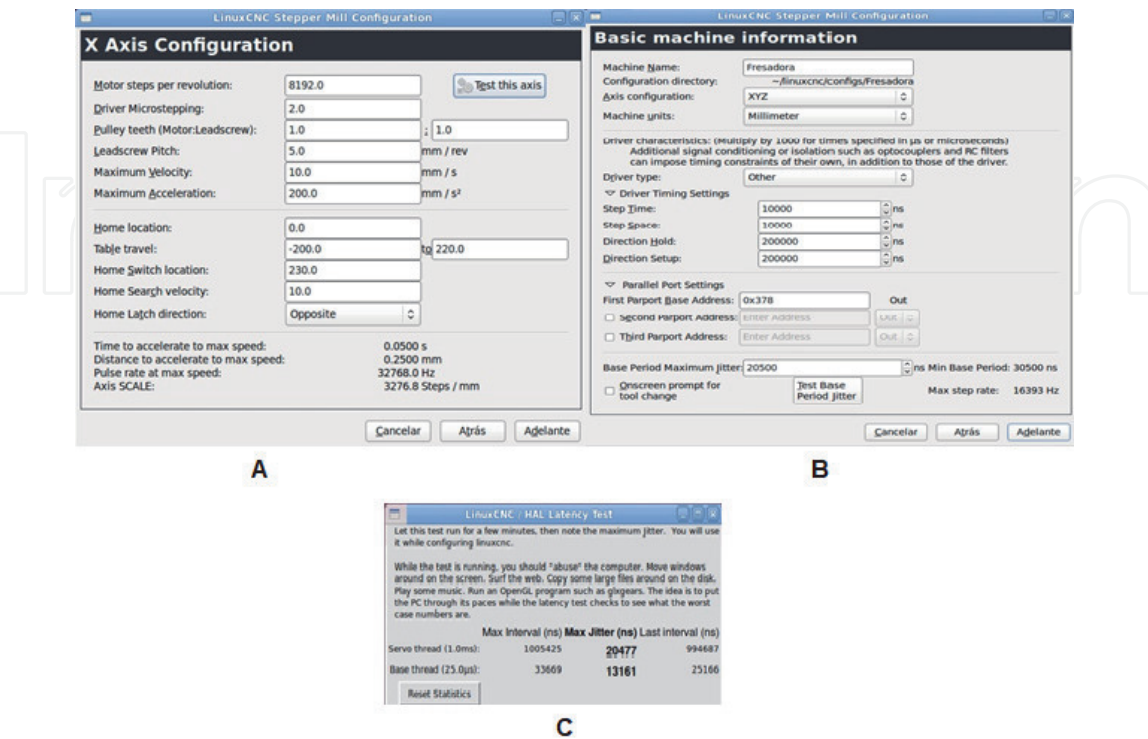 LinuxCNC Stepper Mill Configuration
X Axis Configuration
Motor steps per revolution: 8192.0 Test this axis
Driver Microstepping: 2.0
Pulley teeth (Motor:Leadscrew): 1.0 : 1.0
Leadscrew Pitch: 5.0 mm / rev
Maximum Velocity: 10.0 mm / s
Maximum Acceleration: 200.0 mm / s²
Home location: 0.0
Table travel: -200.0 to 220.0
Home Switch location: 230.0
Home Search velocity: 10.0
Home Latch direction: Opposite
Time to accelerate to max speed: 0.0500 s
Distance to accelerate to max speed: 0.2500 mm
Pulse rate at max speed: 32768.0 Hz
Axis SCALE: 3276.8 Steps / mm
Cancelar Atrás Adelante
A
LinuxCNC Stepper Mill Configuration
Basic machine information
Machine Name: Fresadora
Configuration directory: ~/linuxcnc/configs/Fresadora
Axis configuration: XYZ
Machine units: Millimeter
Driver characteristics: (Multiply by 1000 for times specified in µs or microseconds)
Additional signal conditioning or isolation such as optocouplers and RC filters
can impose timing constraints of their own, in addition to those of the driver.
Driver type: Other
Driver Timing Settings
Step Time: 10000 ns
Step Space: 10000 ns
Direction Hold: 200000 ns
Direction Setup: 200000 ns
Parallel Port Settings
First Parport Base Address: 0x378 Out
Second Parport Address: Enter Address Out
Third Parport Address: Enter Address Out
Base Period Maximum Jitter: 20500 ns Min Base Period: 30500 ns
Onscreen prompt for tool change Test Base Period Jitter Max step rate: 16393 Hz
Cancelar Atrás Adelante
B
LinuxCNC / HAL Latency Test
Let this test run for a few minutes, then note the maximum Jitter. You will use
it while configuring linuxcnc.
While the test is running, you should "abuse" the computer. Move windows
around on the screen. Surf the web. Copy some large files around on the disk.
Play some music. Run an OpenGL program such as glxgears. The idea is to put
the PC through its paces while the latency test checks to see what the worst
case numbers are.
Max Interval (ns) Max Jitter (ns) Last interval (ns)
Servo thread (1.0ms): 1005425 20477 994687
Base thread (25.0µs): 33669 13161 25166
Reset Statistics
C